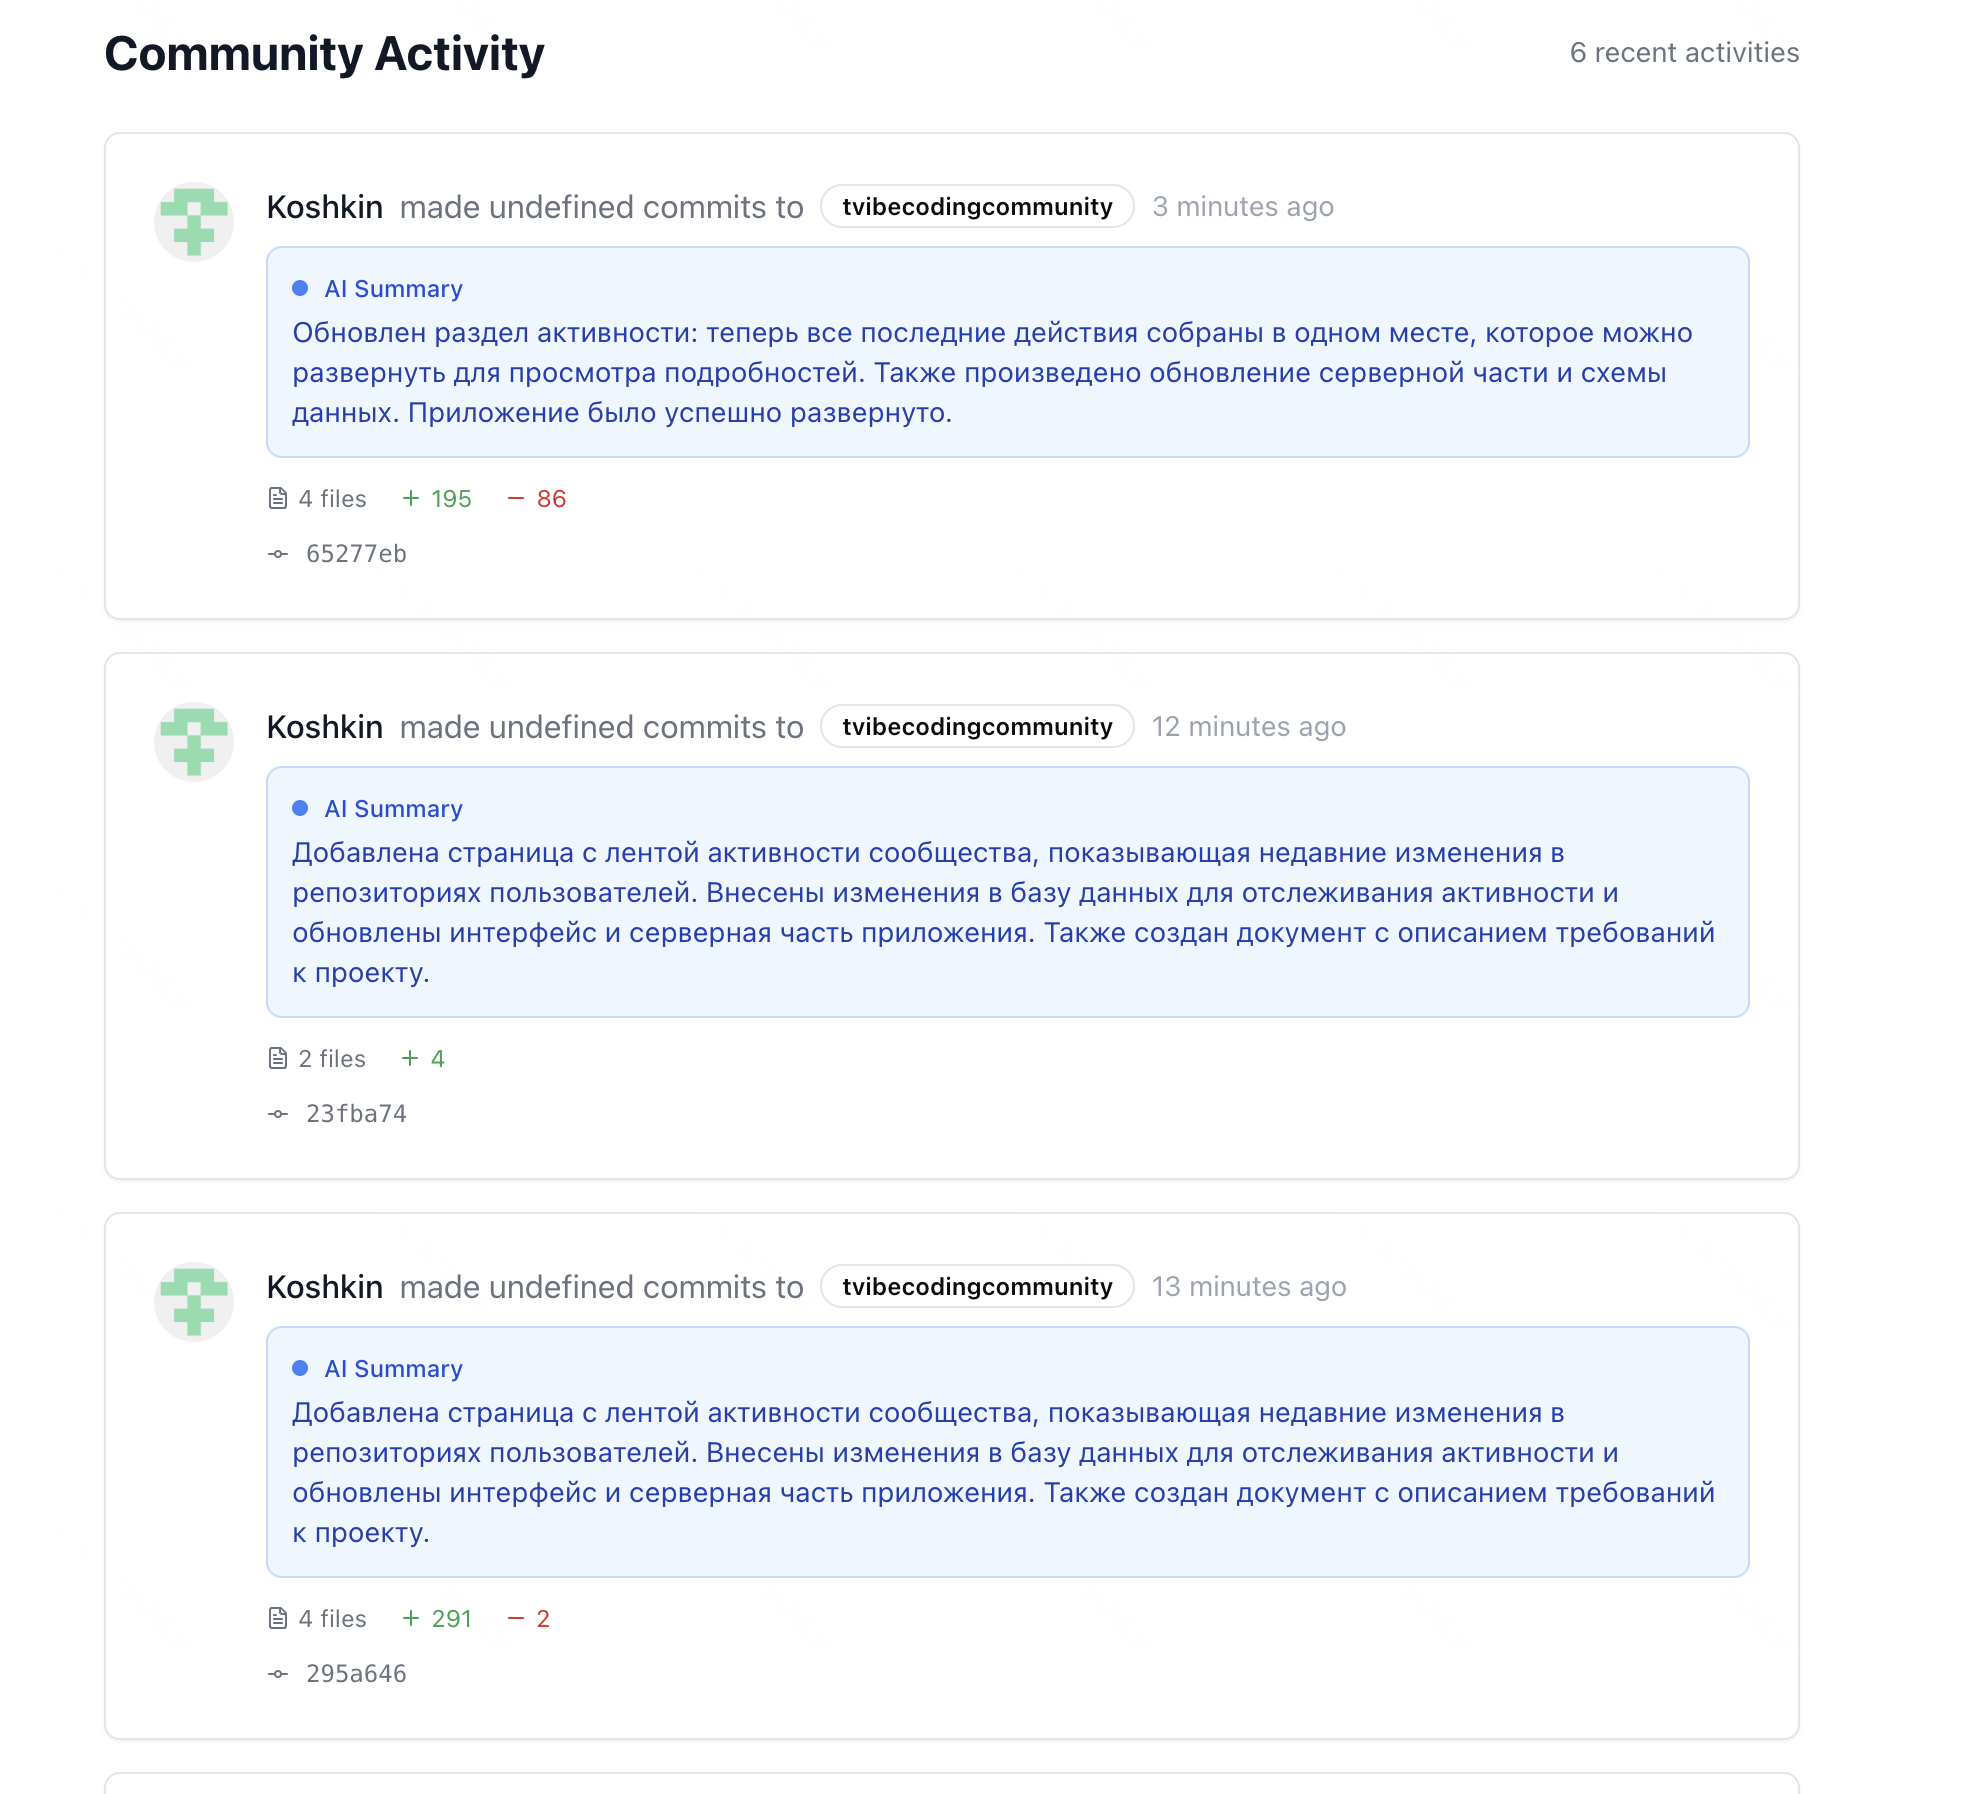 Community Activity
6 recent activities
Koshkin made undefined commits to tvibecodingcommunity 3 minutes ago
AI Summary
Обновлен раздел активности: теперь все последние действия собраны в одном месте, которое можно
развернуть для просмотра подробностей. Также произведено обновление серверной части и схемы
данных. Приложение было успешно развернуто.
4 files + 195 − 86
65277eb
Koshkin made undefined commits to tvibecodingcommunity 12 minutes ago
AI Summary
Добавлена страница с лентой активности сообщества, показывающая недавние изменения в
репозиториях пользователей. Внесены изменения в базу данных для отслеживания активности и
обновлены интерфейс и серверная часть приложения. Также создан документ с описанием требований
к проекту.
2 files + 4
23fba74
Koshkin made undefined commits to tvibecodingcommunity 13 minutes ago
AI Summary
Добавлена страница с лентой активности сообщества, показывающая недавние изменения в
репозиториях пользователей. Внесены изменения в базу данных для отслеживания активности и
обновлены интерфейс и серверная часть приложения. Также создан документ с описанием требований
к проекту.
4 files + 291 − 2
295a646